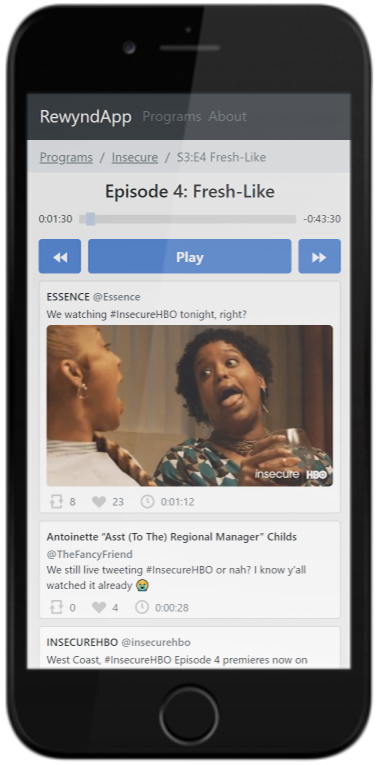 RewyndApp Programs About
Programs / Insecure / S3:E4 Fresh-Like
Episode 4: Fresh-Like
0:01:30 -0:43:30
Play
ESSENCE @Essence
We watching #InsecureHBO tonight, right?
insecure HBO
8 23 0:01:12
Antoinette “Asst (To The) Regional Manager” Childs
@TheFancyFriend
We still live tweeting #InsecureHBO or nah? I know y'all
watched it already 😭
0 4 0:00:28
INSECUREHBO @insecurehbo
West Coast, #InsecureHBO Episode 4 premieres now on